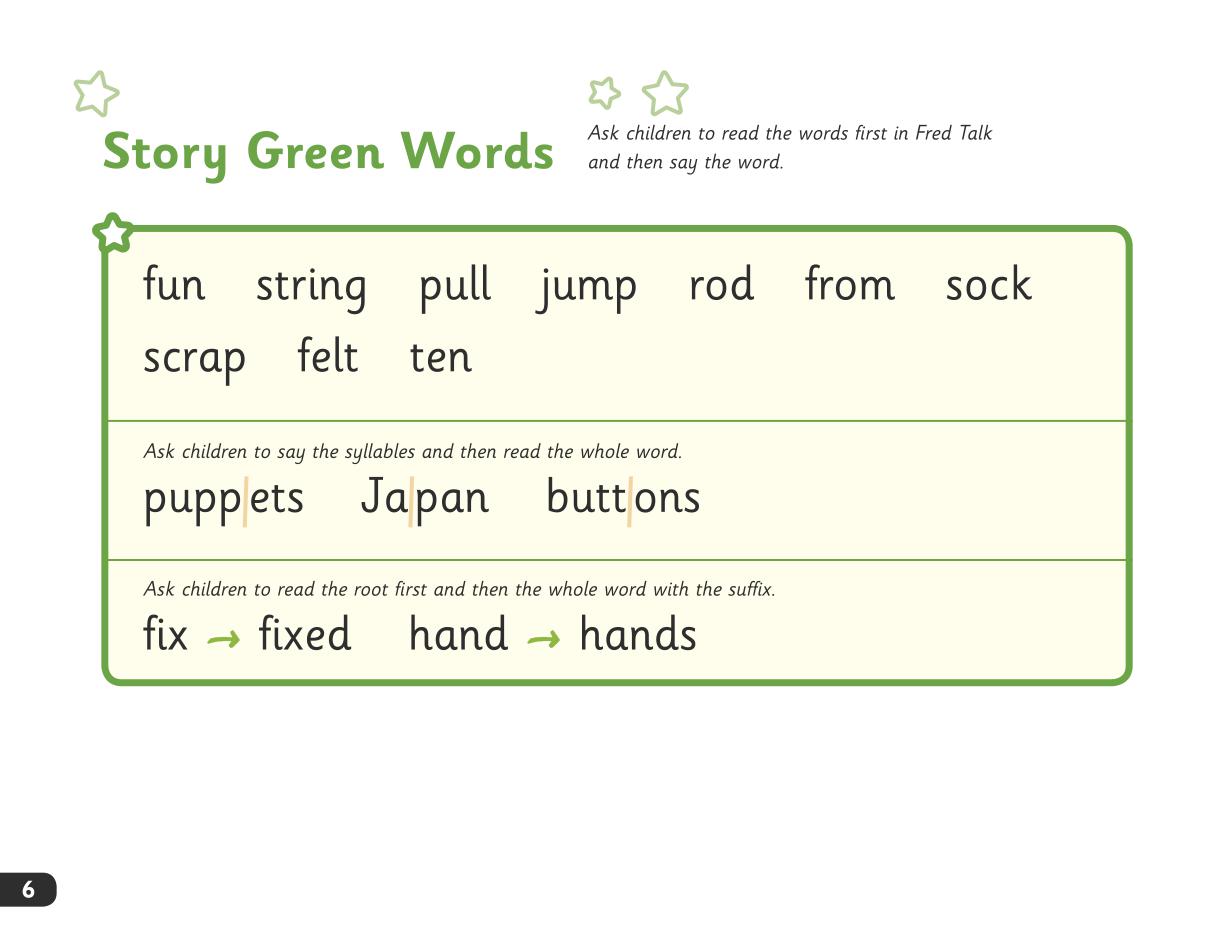 Story Green Words
Ask children to read the words first in Fred Talk
and then say the word.
fun string pull jump rod from sock
scrap felt ten
Ask children to say the syllables and then read the whole word.
pupp|ets Ja|pan butt|ons
Ask children to read the root first and then the whole word with the suffix.
fix → fixed hand → hands
6